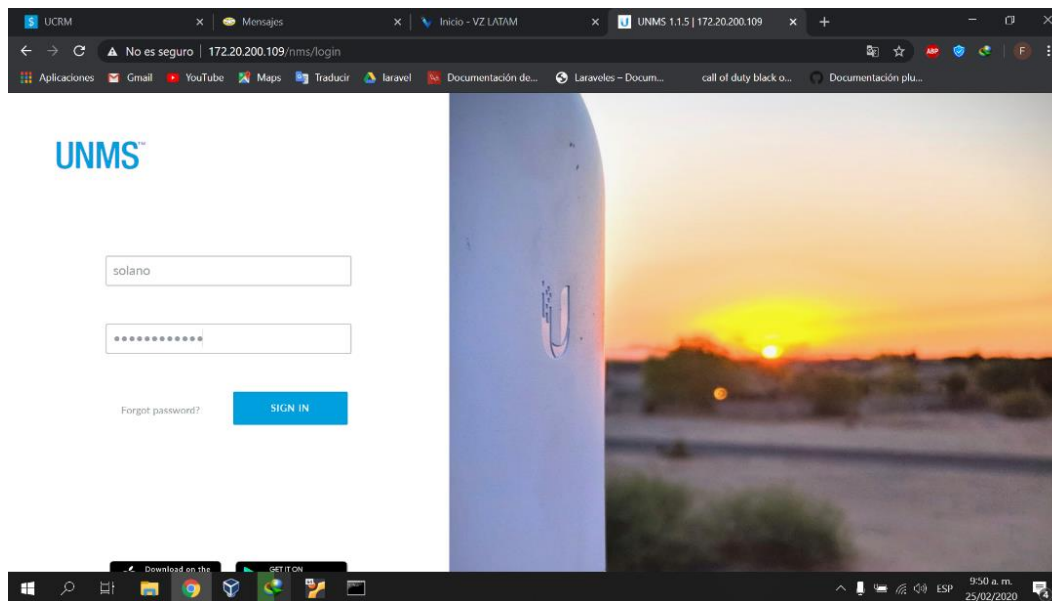 UCRM
Mensajes
Inicio - VZ LATAM
UNMS 1.1.5 | 172.20.200.109
No es seguro | 172.20.200.109/nms/login
Aplicaciones Gmail YouTube Maps Traducir laravel Documentación de... Laraveles – Docum... call of duty black o... Documentación plu...
UNMS™
solano
Forgot password?
SIGN IN
Download on the
GET IT ON
ESP
9:50 a. m.
25/02/2020